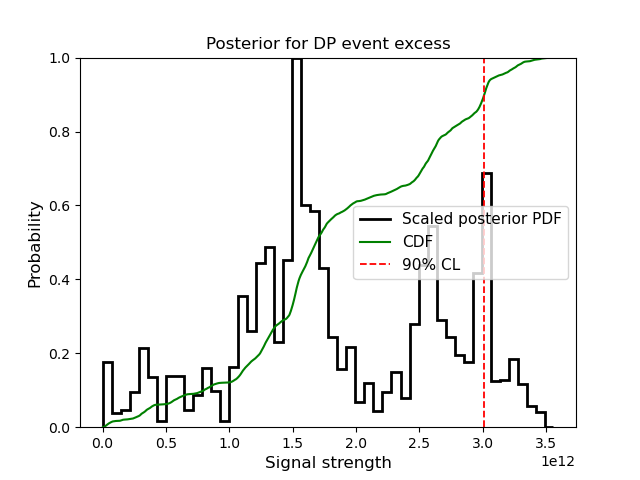 Posterior for DP event excess
1.0
0.8
0.6
0.4
0.2
0.0
Probability
Scaled posterior PDF
CDF
90% CL
0.0 0.5 1.0 1.5 2.0 2.5 3.0 3.5
1e12
Signal strength